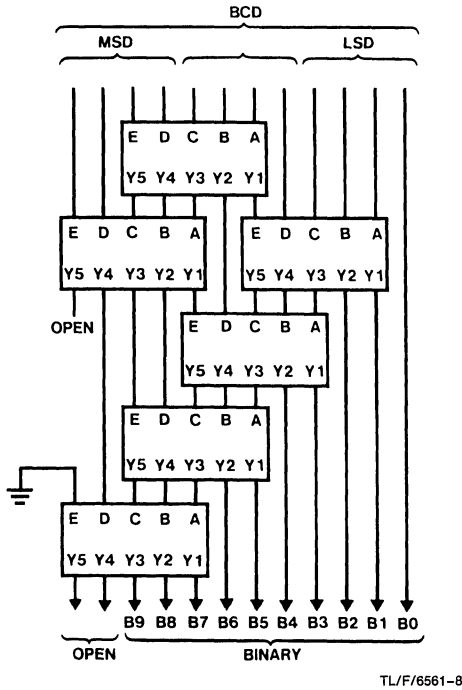 BCD
MSD LSD
E D C B A
Y5 Y4 Y3 Y2 Y1
E D C B A E D C B A
Y5 Y4 Y3 Y2 Y1 Y5 Y4 Y3 Y2 Y1
OPEN
E D C B A
Y5 Y4 Y3 Y2 Y1
E D C B A
Y5 Y4 Y3 Y2 Y1
E D C B A
Y5 Y4 Y3 Y2 Y1
B9 B8 B7 B6 B5 B4 B3 B2 B1 B0
OPEN BINARY
TL/F/6561-8